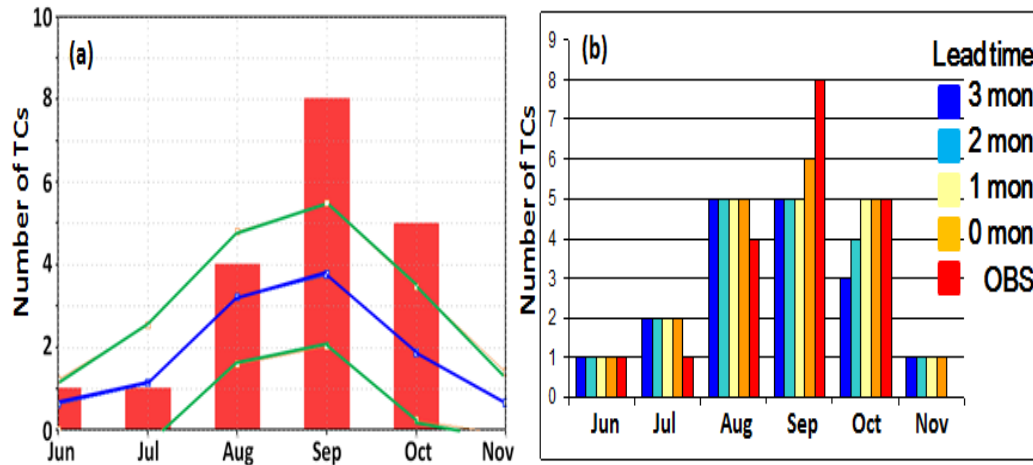 (a)
Number of TCs
10
8
6
4
2
0
Jun Jul Aug Sep Oct Nov
(b)
Number of TCs
9
8
7
6
5
4
3
2
1
0
Jun Jul Aug Sep Oct Nov
Lead time
3 mon
2 mon
1 mon
0 mon
OBS